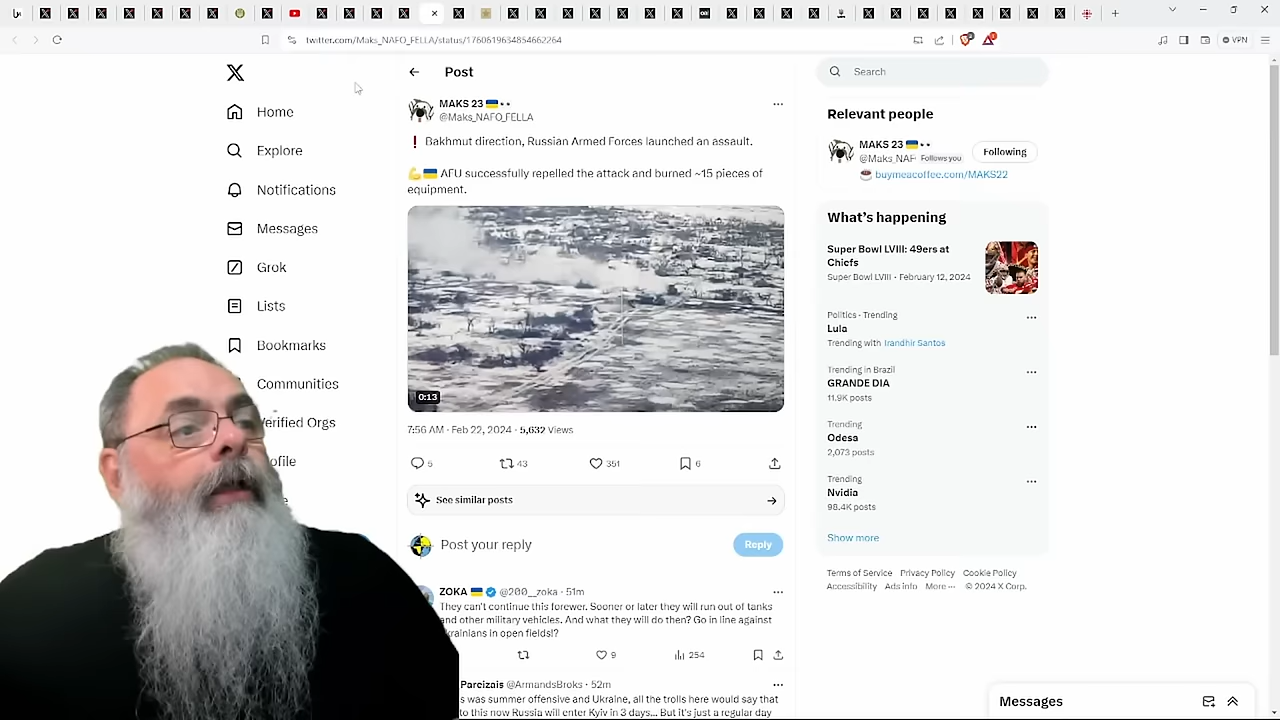 twitter.com/Maks_NAFO_FELLA/status/1760619634854662264
VPN
Home
Explore
Notifications
Messages
Grok
Lists
Bookmarks
Communities
erified Orgs
ofile
Post
MAKS 23
@Maks_NAFO_FELLA
❗ Bakhmut direction, Russian Armed Forces launched an assault.
💪🇺🇦 AFU successfully repelled the attack and burned ~15 pieces of
equipment.
0:13
7:56 AM · Feb 22, 2024 · 5,632 Views
5
43
351
6
See similar posts
Post your reply
Reply
ZOKA 🇺🇦 @200__zoka · 51m
They can't continue this forewer. Sooner or later they will run out of tanks
and other military vehicles. And what they will do then? Go in line against
krainians in open fields!?
9
254
Parcizais @ArmandsBroks · 52m
s was summer offensive and Ukraine, all the trolls here would say that
to this now Russia will enter Kyiv in 3 days... But it's just a regular day
Search
Relevant people
MAKS 23
@Maks_NAF Follows you
Following
buymeacoffee.com/MAKS22
What's happening
Super Bowl LVIII: 49ers at
Chiefs
Super Bowl LVIII · February 12, 2024
Politics · Trending
Lula
Trending with Irandhir Santos
Trending in Brazil
GRANDE DIA
11.9K posts
Trending
Odesa
2,073 posts
Trending
Nvidia
98.4K posts
Show more
Terms of Service Privacy Policy Cookie Policy
Accessibility Ads info More ··· © 2024 X Corp.
Messages